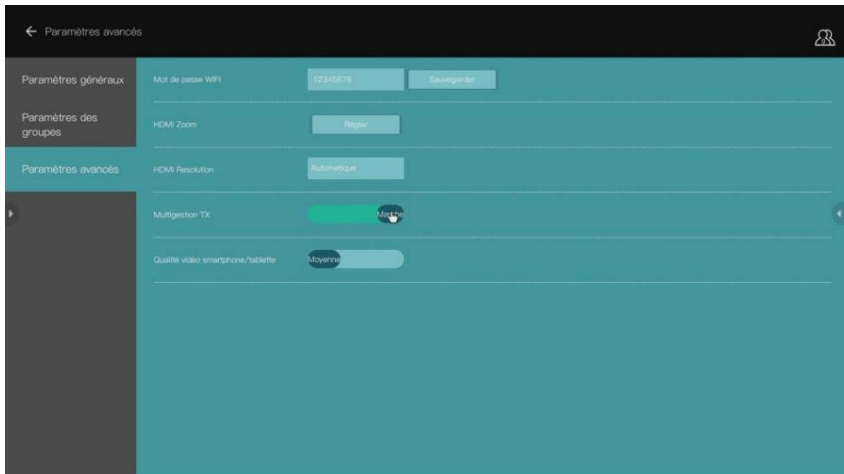 Paramètres avancés
Paramètres généraux
Mot de passe WIFI
12345678
Sauvegarder
Paramètres des
groupes
HDMI Zoom
Régler
Paramètres avancés
HDMI Resolution
Automatique
Multigestion TX
Marche
Qualité vidéo smartphone/tablette
Moyenne